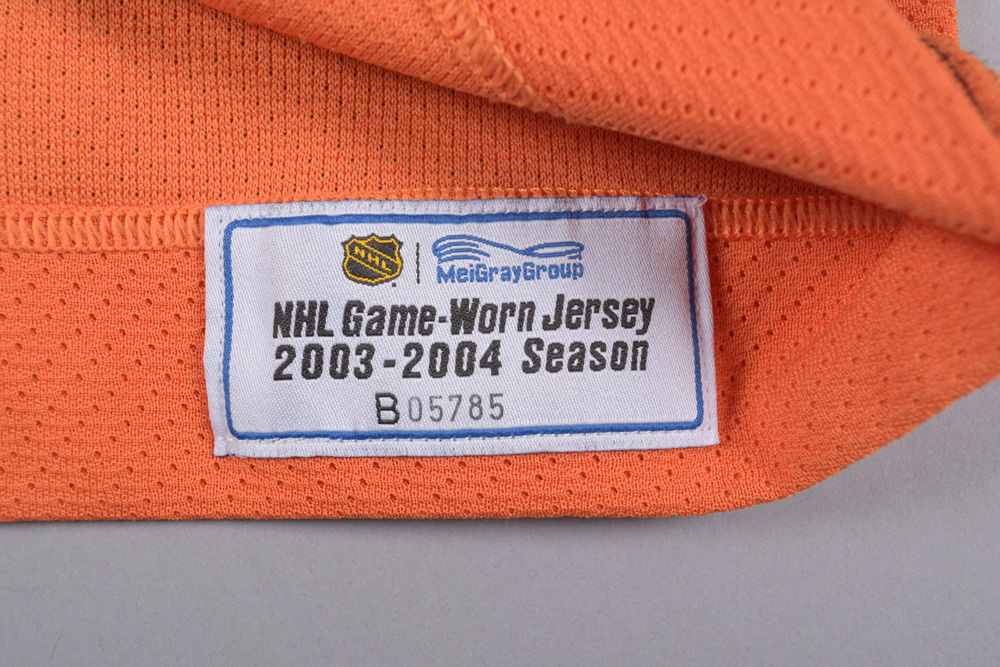 NHL
MeiGrayGroup
NHL Game-Worn Jersey
2003-2004 Season
B05785